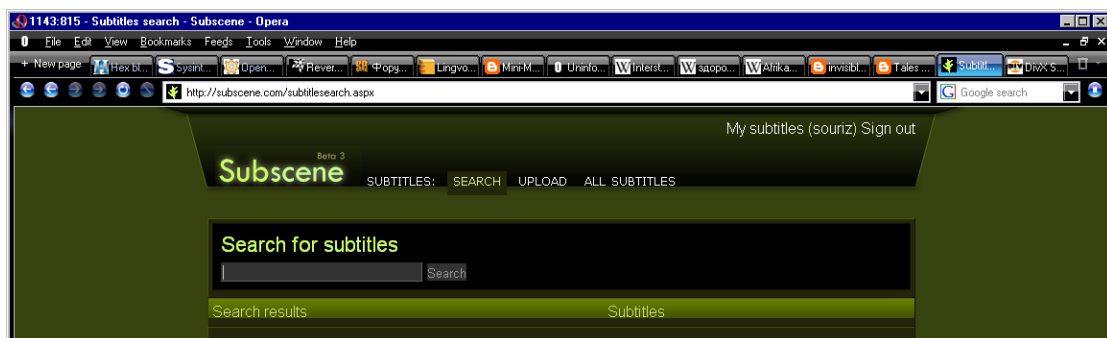 1143:815 - Subtitles search - Subscene - Opera
File Edit View Bookmarks Feeds Tools Window Help
New page Hex bl... Sysint... Open... Rever... Фору... Lingvo... Mini-M... Uninfo... Interst... здоро... Afrika... invisibl... Tales ... Subtitl... DivX S...
http://subscene.com/subtitlesearch.aspx Google search
My subtitles (souriz) Sign out
Beta 3
Subscene SUBTITLES: SEARCH UPLOAD ALL SUBTITLES
Search for subtitles
Search
Search results Subtitles